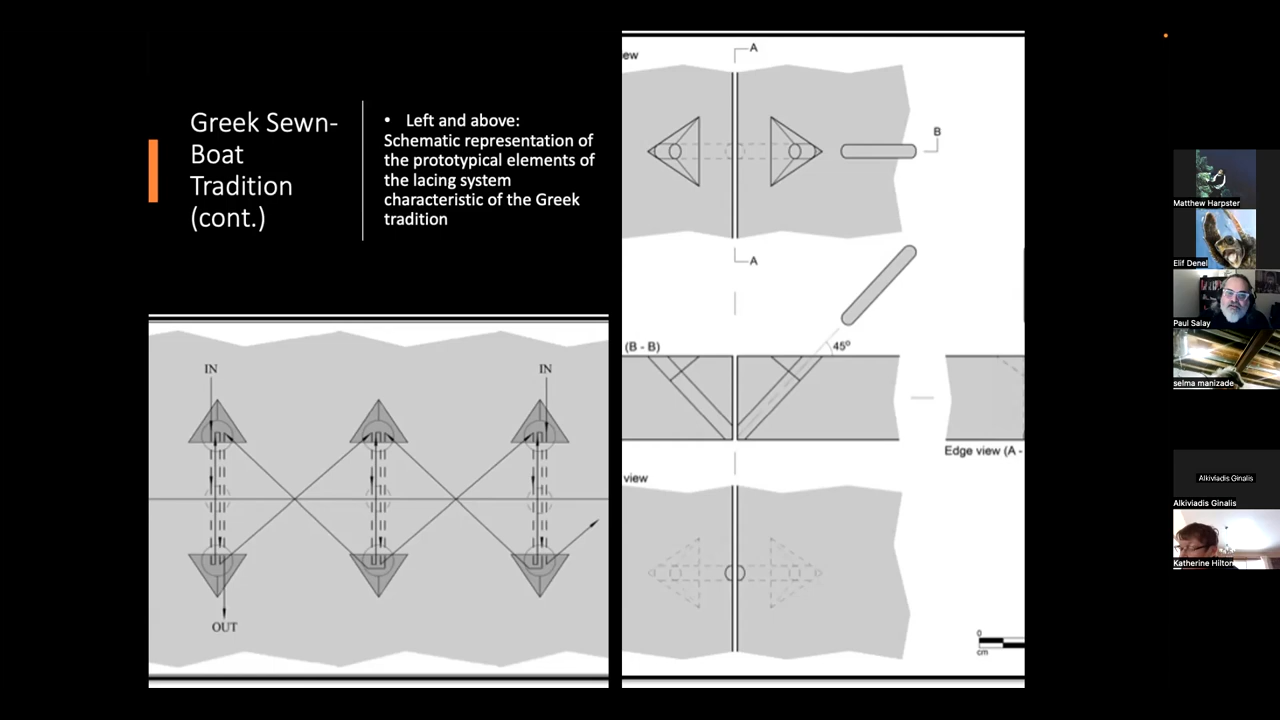 Greek Sewn-
Boat
Tradition
(cont.)
• Left and above:
Schematic representation of
the prototypical elements of
the lacing system
characteristic of the Greek
tradition
ew
A
B
A
(B - B)
45°
Edge view (A -
view
0
cm
IN
IN
OUT
Matthew Harpster
Elif Denel
Paul Salay
selma manizade
Alkiviadis Ginalis
Alkiviadis Ginalis
Katherine Hilton